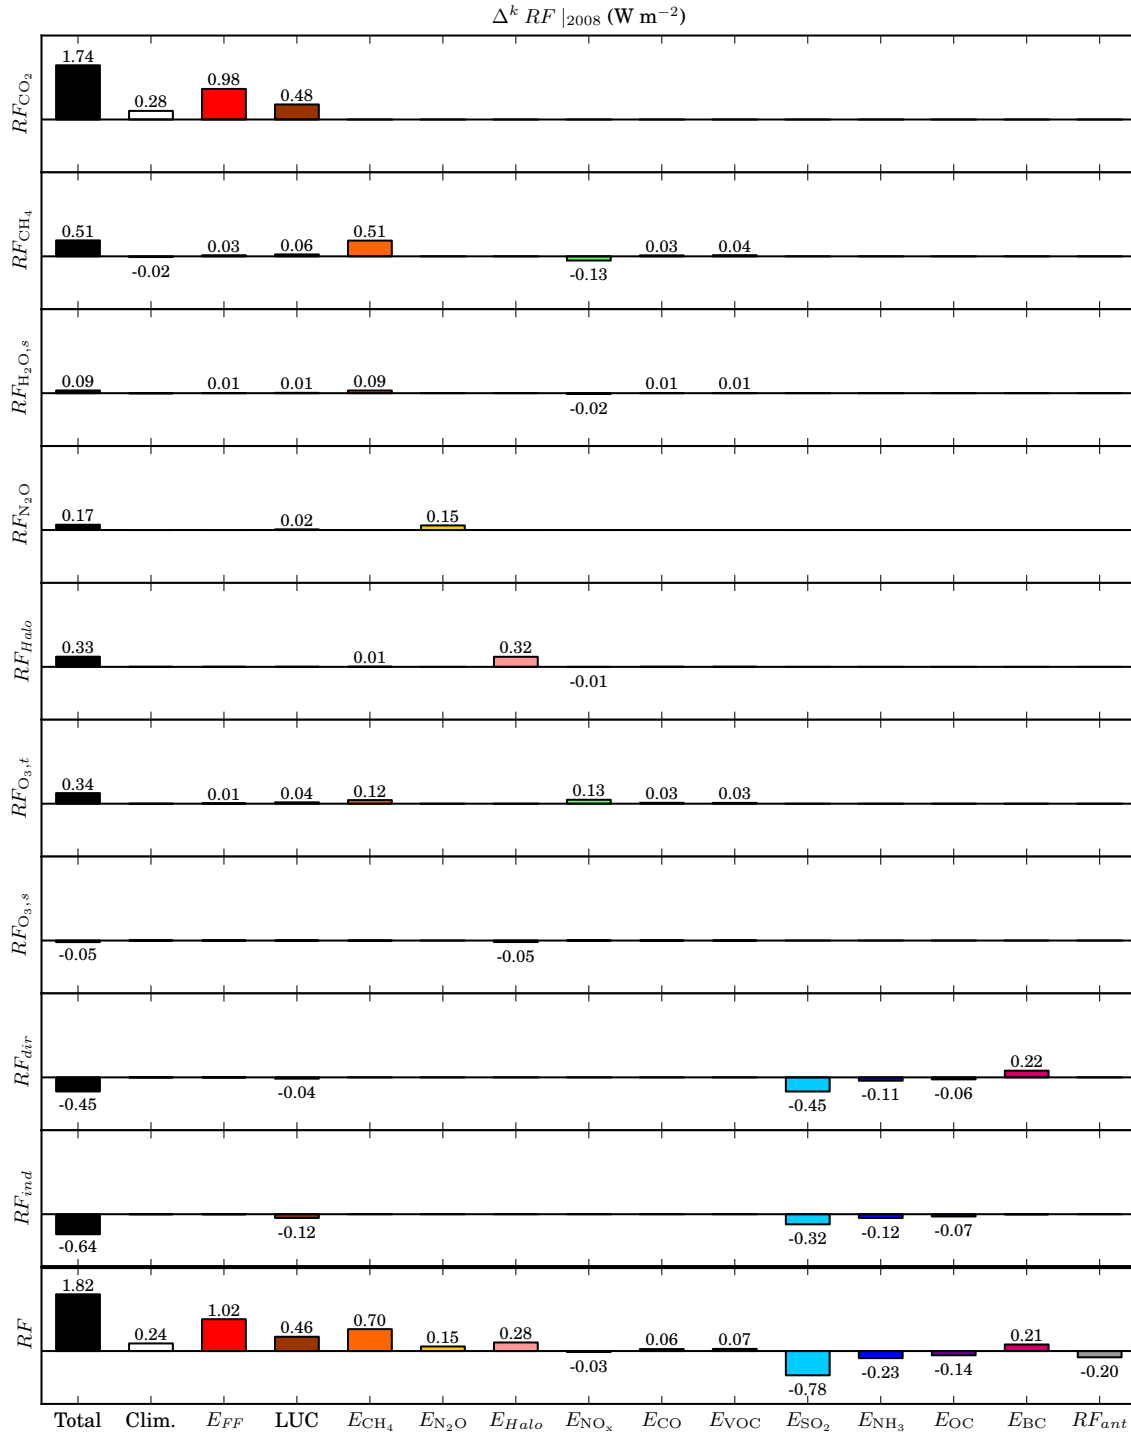 Δ^k RF |_2008 (W m^−2)
RF_CO2
1.74 0.28 0.98 0.48
RF_CH4
0.51 -0.02 0.03 0.06 0.51 -0.13 0.03 0.04
RF_H2O,s
0.09 0.01 0.01 0.09 -0.02 0.01 0.01
RF_N2O
0.17 0.02 0.15
RF_Halo
0.33 0.01 0.32 -0.01
RF_O3,t
0.34 0.01 0.04 0.12 0.13 0.03 0.03
RF_O3,s
-0.05 -0.05
RF_dir
-0.45 -0.04 -0.45 -0.11 -0.06 0.22
RF_ind
-0.64 -0.12 -0.32 -0.12 -0.07
RF
1.82 0.24 1.02 0.46 0.70 0.15 0.28 -0.03 0.06 0.07 -0.78 -0.23 -0.14 0.21 -0.20
Total Clim. E_FF LUC E_CH4 E_N2O E_Halo E_NOx E_CO E_VOC E_SO2 E_NH3 E_OC E_BC RF_ant